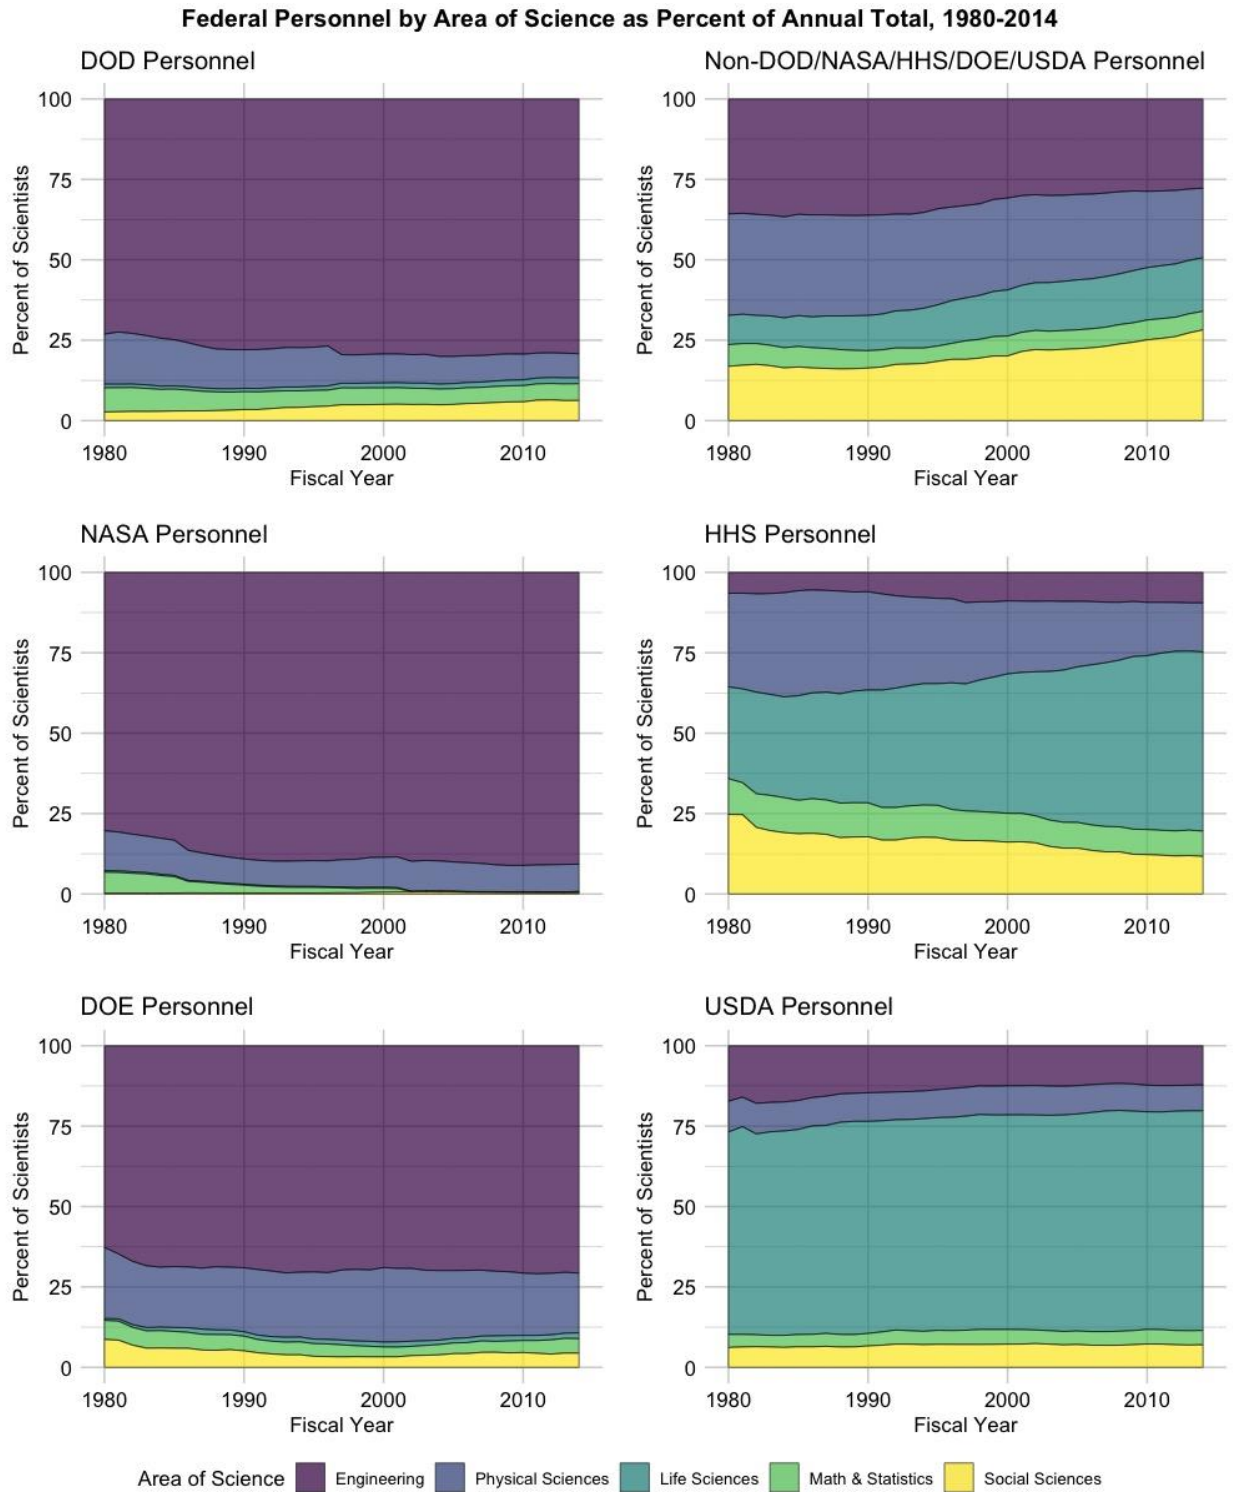 Federal Personnel by Area of Science as Percent of Annual Total, 1980-2014
DOD Personnel
100
75
50
25
0
Percent of Scientists
1980 1990 2000 2010
Fiscal Year
Non-DOD/NASA/HHS/DOE/USDA Personnel
100
75
50
25
0
Percent of Scientists
1980 1990 2000 2010
Fiscal Year
NASA Personnel
100
75
50
25
0
Percent of Scientists
1980 1990 2000 2010
Fiscal Year
HHS Personnel
100
75
50
25
0
Percent of Scientists
1980 1990 2000 2010
Fiscal Year
DOE Personnel
100
75
50
25
0
Percent of Scientists
1980 1990 2000 2010
Fiscal Year
USDA Personnel
100
75
50
25
0
Percent of Scientists
1980 1990 2000 2010
Fiscal Year
Area of Science Engineering Physical Sciences Life Sciences Math & Statistics Social Sciences